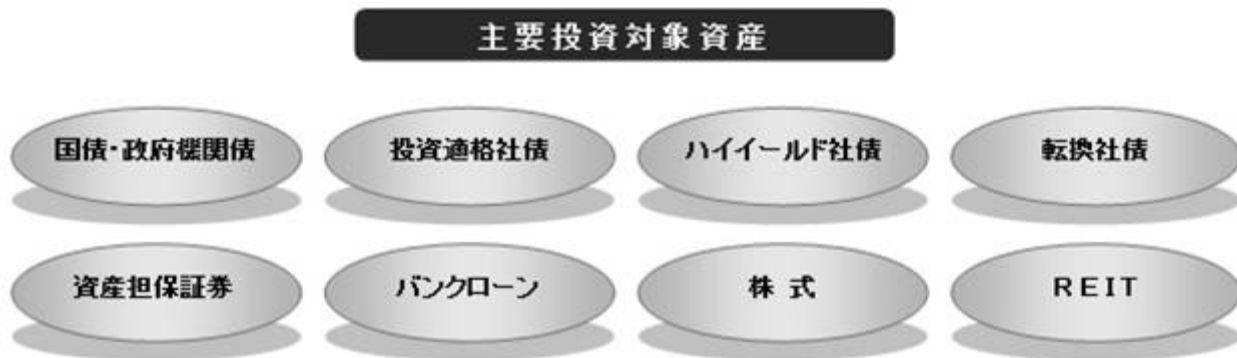 主要投資対象資産
国債・政府機関債
投資適格社債
ハイイールド社債
転換社債
資産担保証券
バンクローン
株 式
REIT